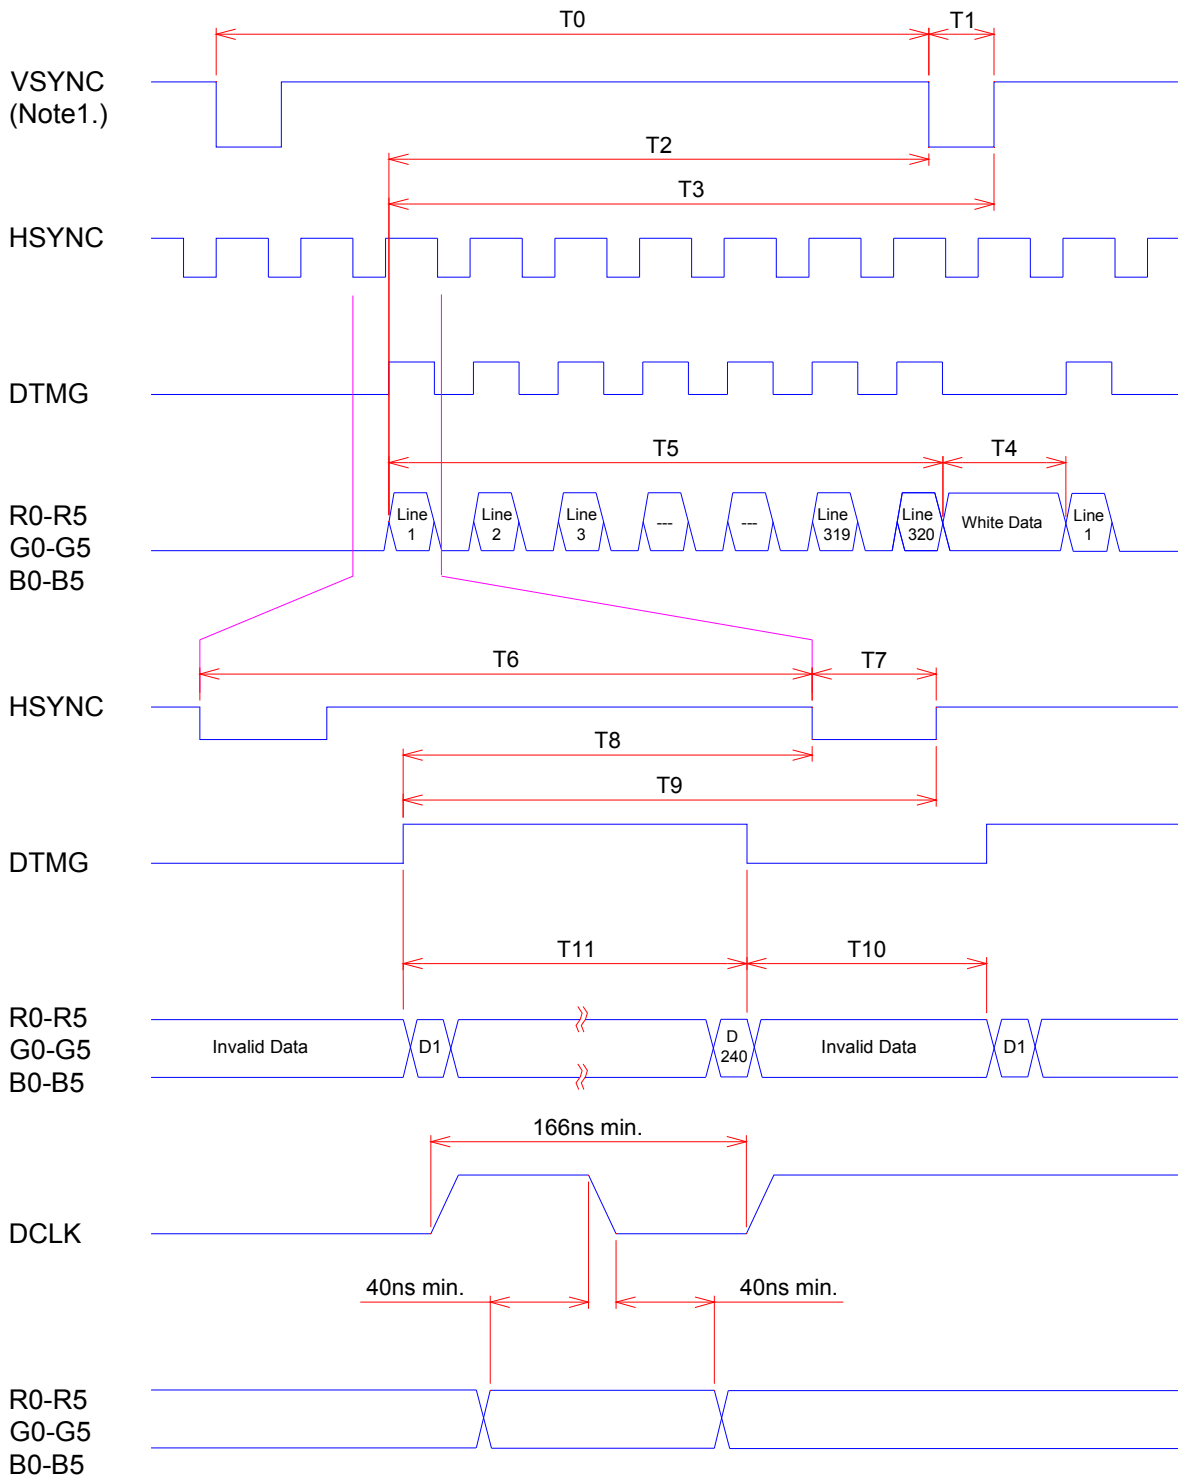 T0
T1
VSYNC
(Note1.)
T2
T3
HSYNC
DTMG
T5
T4
R0-R5
G0-G5
B0-B5
Line
1
Line
2
Line
3
---
---
Line
319
Line
320
White Data
Line
1
T6
T7
HSYNC
T8
T9
DTMG
T11
T10
R0-R5
G0-G5
B0-B5
Invalid Data
D1
D
240
Invalid Data
D1
166ns min.
DCLK
40ns min.
40ns min.
R0-R5
G0-G5
B0-B5